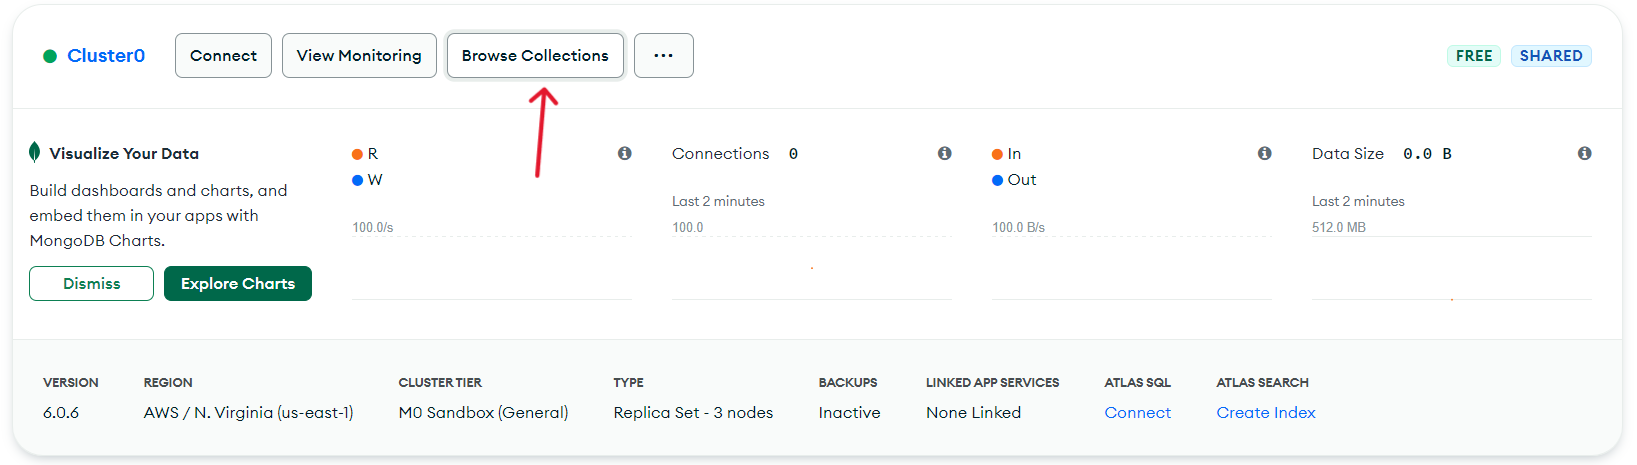 Cluster0 Connect View Monitoring Browse Collections ... FREE SHARED
Visualize Your Data
Build dashboards and charts, and
embed them in your apps with
MongoDB Charts.
Dismiss Explore Charts
R
W
100.0/s
Connections 0
Last 2 minutes
100.0
In
Out
100.0 B/s
Data Size 0.0 B
Last 2 minutes
512.0 MB
VERSION REGION CLUSTER TIER TYPE BACKUPS LINKED APP SERVICES ATLAS SQL ATLAS SEARCH
6.0.6 AWS / N. Virginia (us-east-1) M0 Sandbox (General) Replica Set - 3 nodes Inactive None Linked Connect Create Index